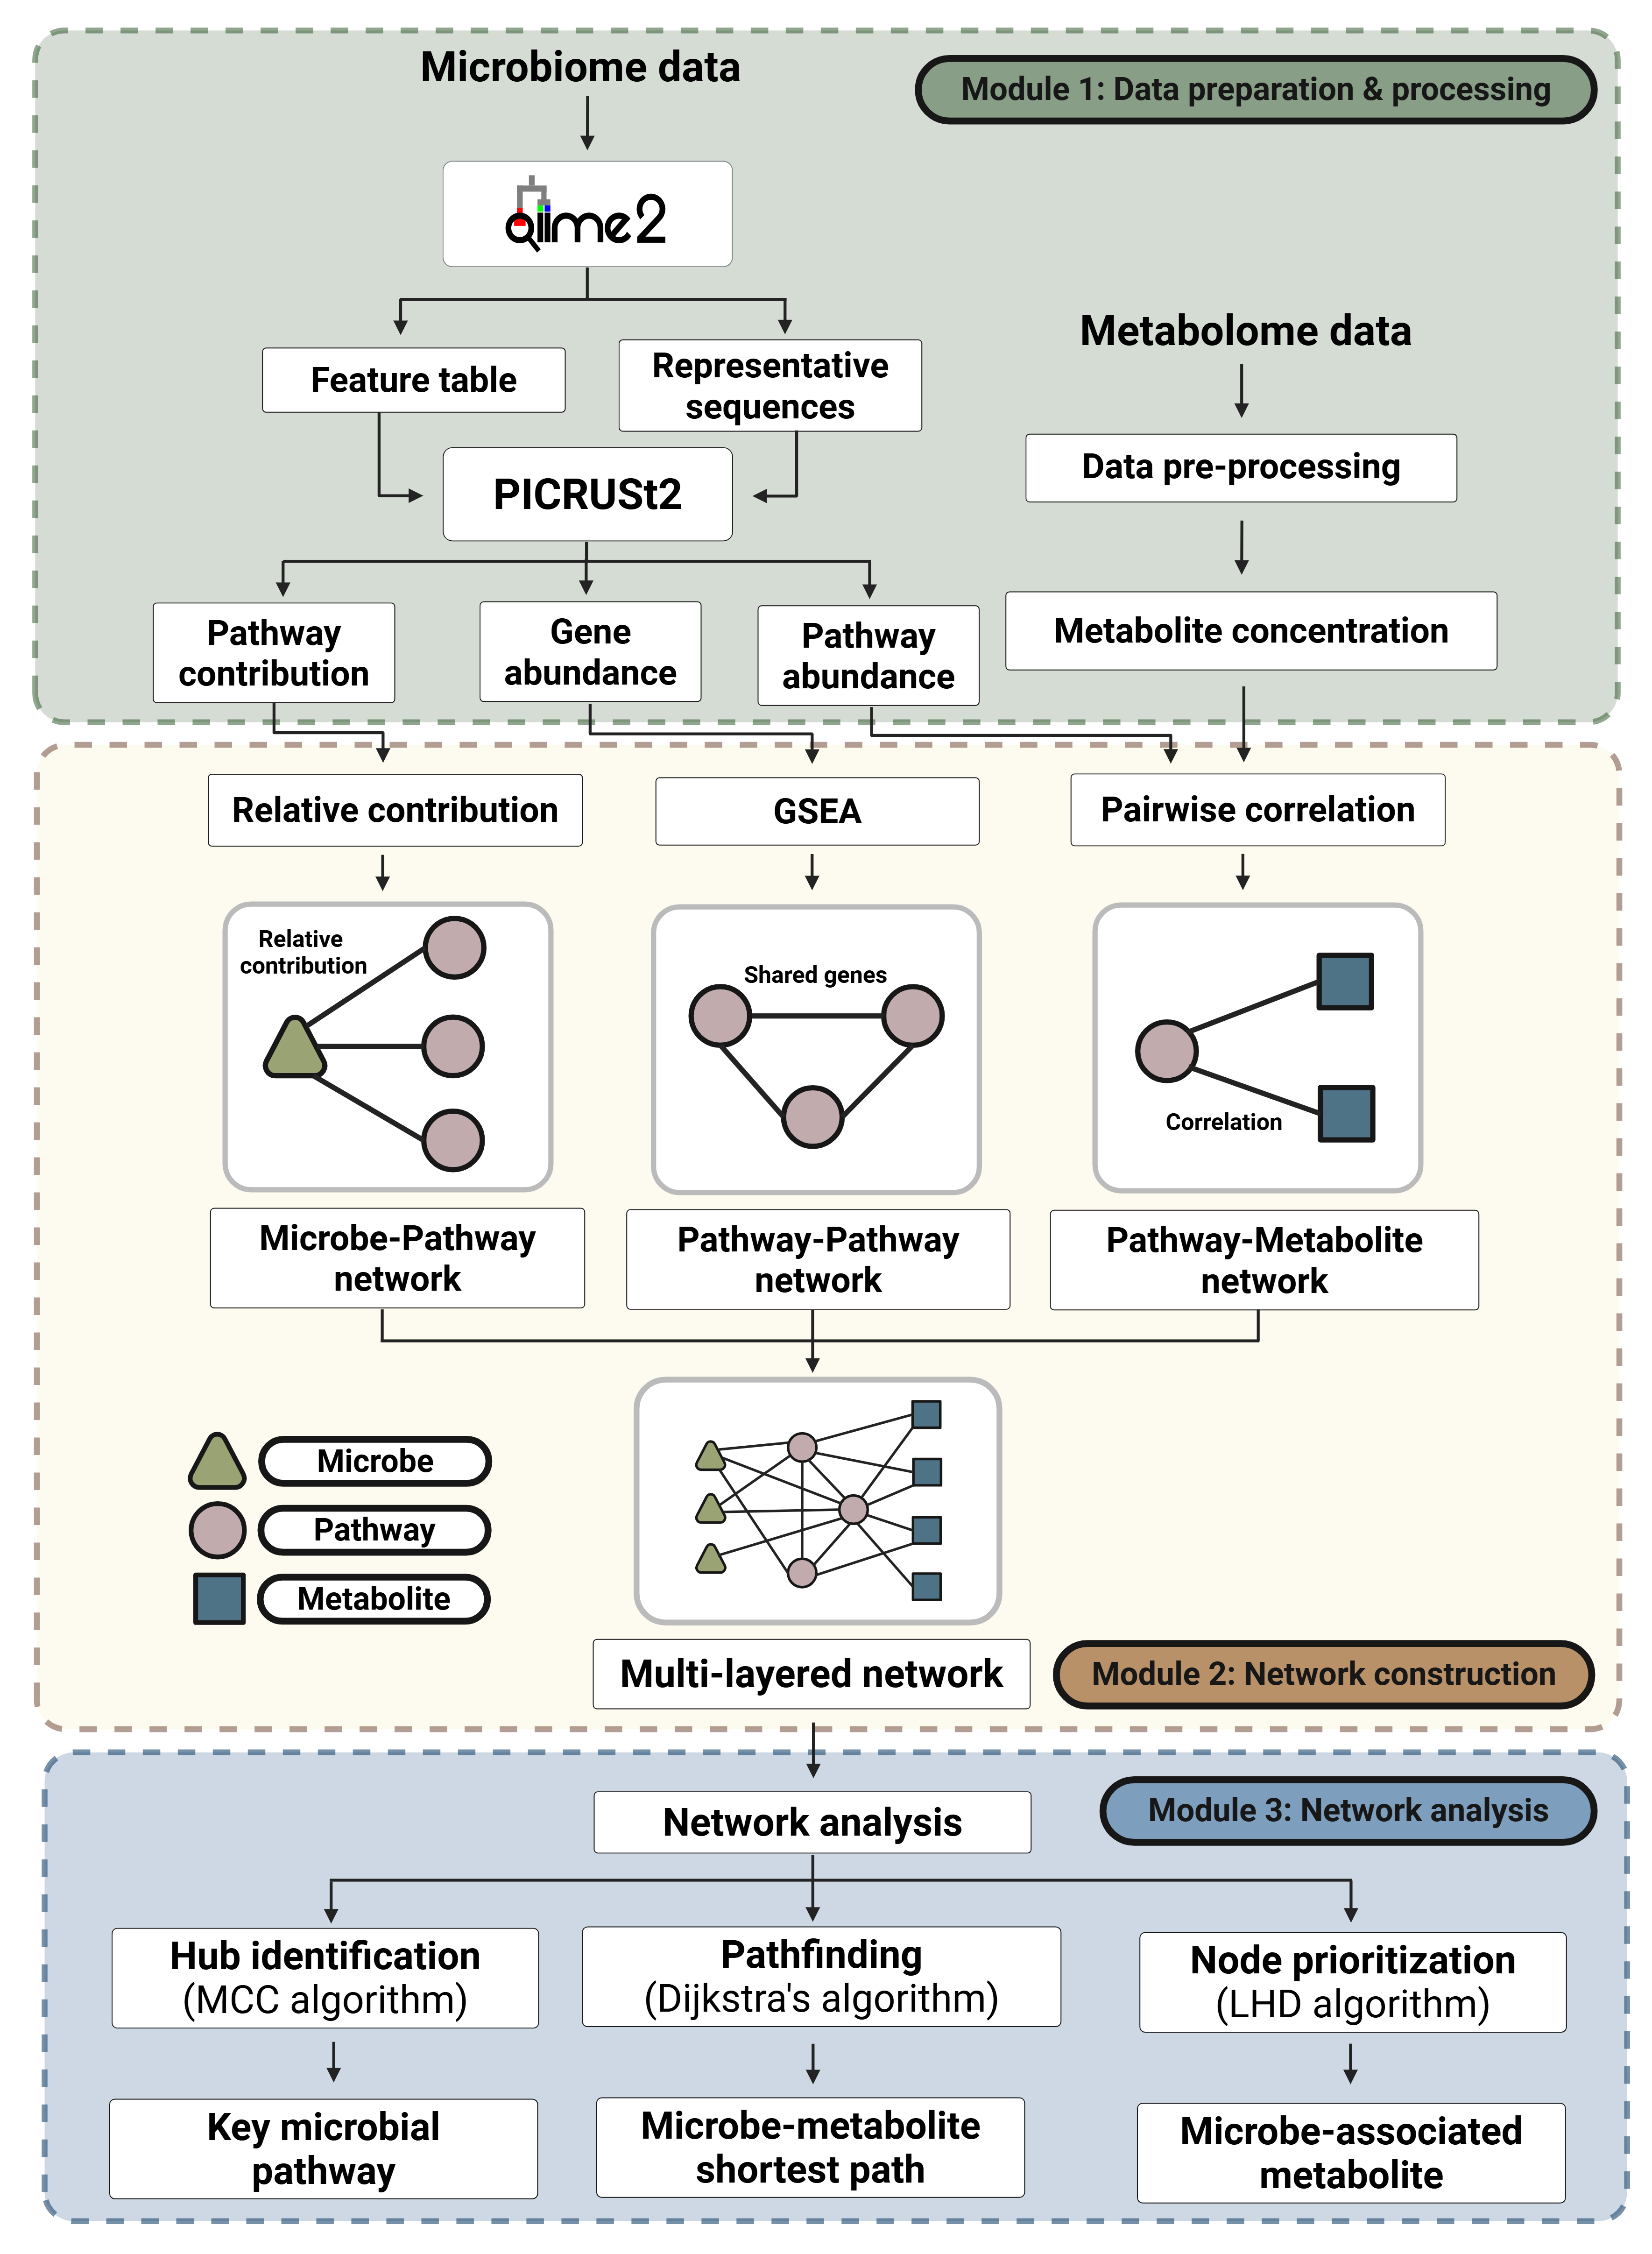 Microbiome data
Module 1: Data preparation & processing
qiime2
Metabolome data
Feature table
Representative
sequences
Data pre-processing
PICRUSt2
Pathway
contribution
Gene
abundance
Pathway
abundance
Metabolite concentration
Relative contribution
GSEA
Pairwise correlation
Relative
contribution
Shared genes
Correlation
Microbe-Pathway
network
Pathway-Pathway
network
Pathway-Metabolite
network
Microbe
Pathway
Metabolite
Multi-layered network
Module 2: Network construction
Network analysis
Module 3: Network analysis
Hub identification
(MCC algorithm)
Pathfinding
(Dijkstra's algorithm)
Node prioritization
(LHD algorithm)
Key microbial
pathway
Microbe-metabolite
shortest path
Microbe-associated
metabolite